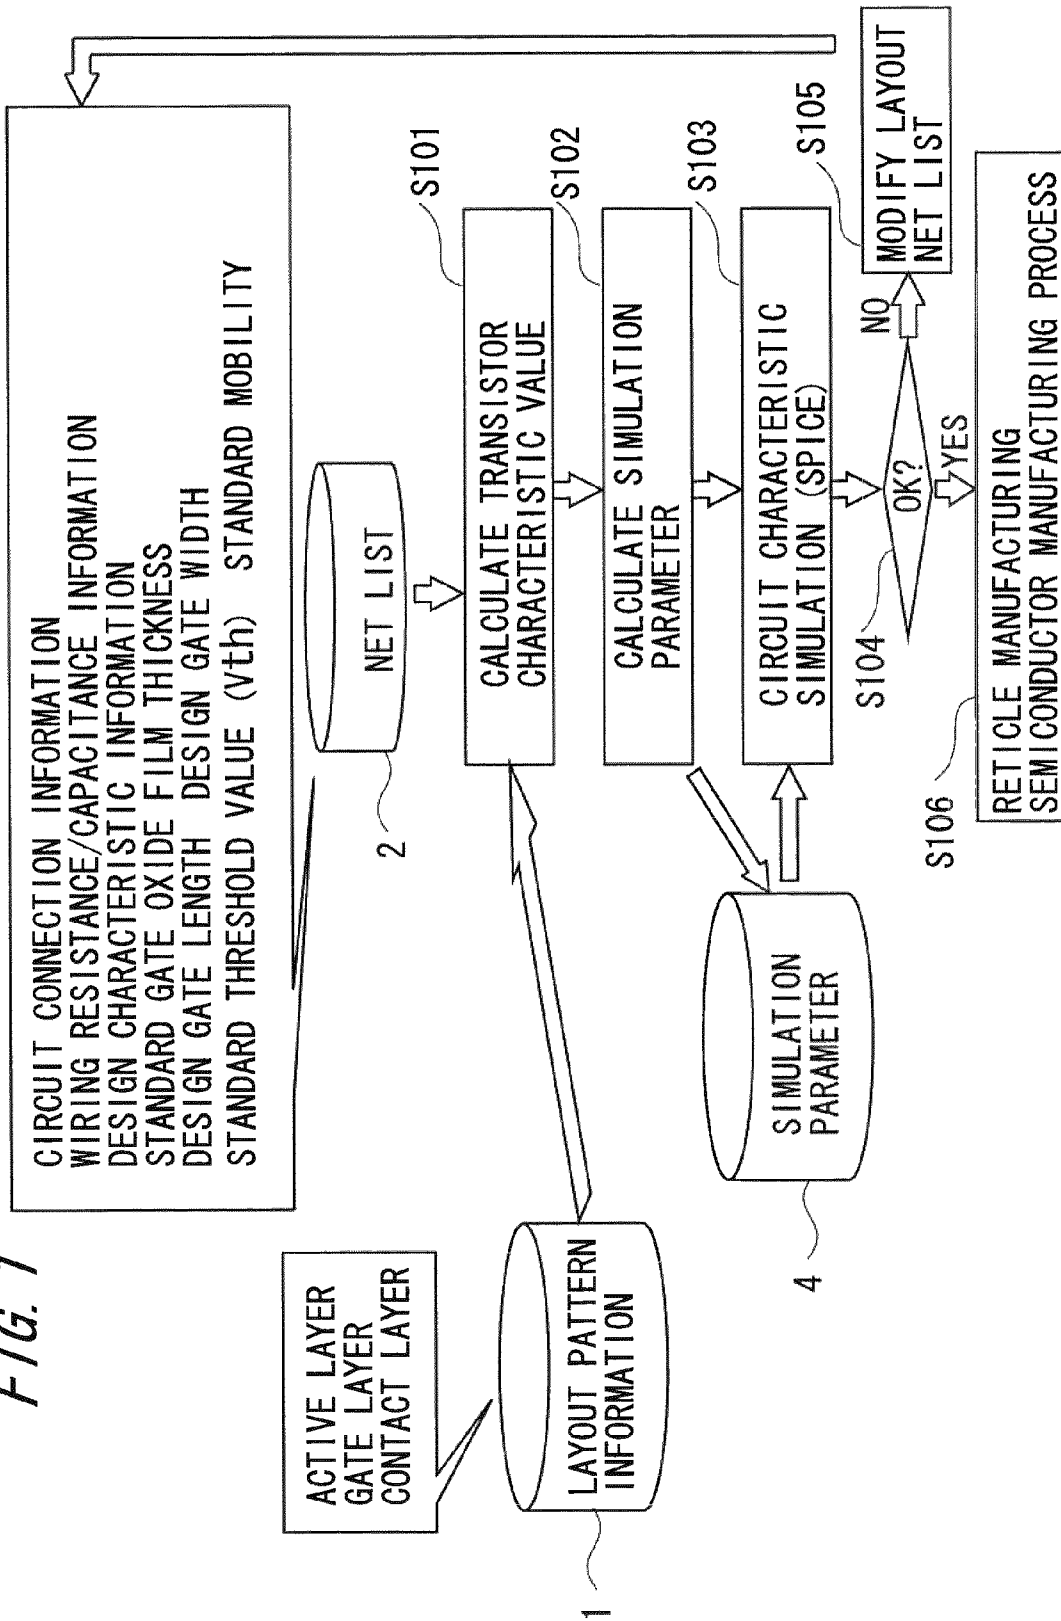 FIG. 1
CIRCUIT CONNECTION INFORMATION
WIRING RESISTANCE/CAPACITANCE INFORMATION
DESIGN CHARACTERISTIC INFORMATION
STANDARD GATE OXIDE FILM THICKNESS
DESIGN GATE LENGTH DESIGN GATE WIDTH
STANDARD THRESHOLD VALUE (Vth) STANDARD MOBILITY
ACTIVE LAYER
GATE LAYER
CONTACT LAYER
NET LIST
2
S101
CALCULATE TRANSISTOR
CHARACTERISTIC VALUE
LAYOUT PATTERN
INFORMATION
1
S102
CALCULATE SIMULATION
PARAMETER
S103
CIRCUIT CHARACTERISTIC
SIMULATION (SPICE)
SIMULATION
PARAMETER
4
S104
OK?
NO
S105
MODIFY LAYOUT
NET LIST
YES
S106
RETICLE MANUFACTURING
SEMICONDUCTOR MANUFACTURING PROCESS